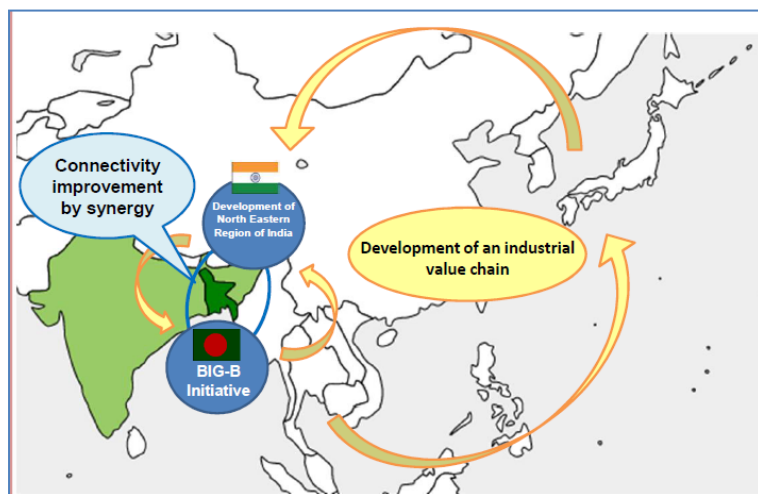 Connectivity
improvement
by synergy
Development of
North Eastern
Region of India
Development of an industrial
value chain
BIG-B
Initiative